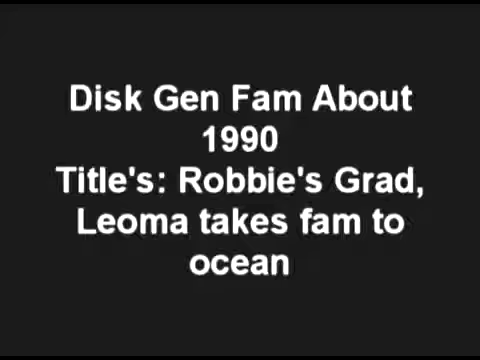 Disk Gen Fam About
1990
Title's: Robbie's Grad,
Leoma takes fam to
ocean